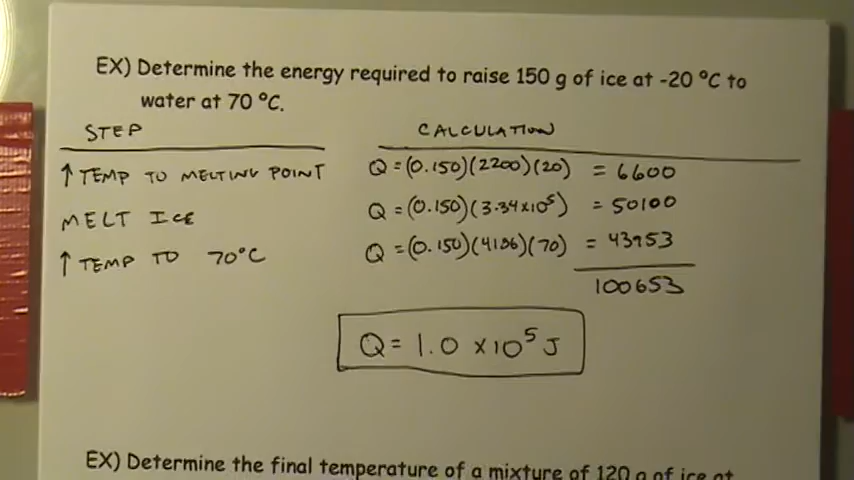 EX) Determine the energy required to raise 150 g of ice at -20 °C to
water at 70 °C.
STEP CALCULATION
↑ TEMP TO MELTING POINT Q = (0.150)(2200)(20) = 6600
MELT ICE Q = (0.150)(3.34x10⁵) = 50100
↑ TEMP TO 70°C Q = (0.150)(4186)(70) = 43953
100653
Q = 1.0 x10⁵ J
EX) Determine the final temperature of a mixture of 120 g of ice at